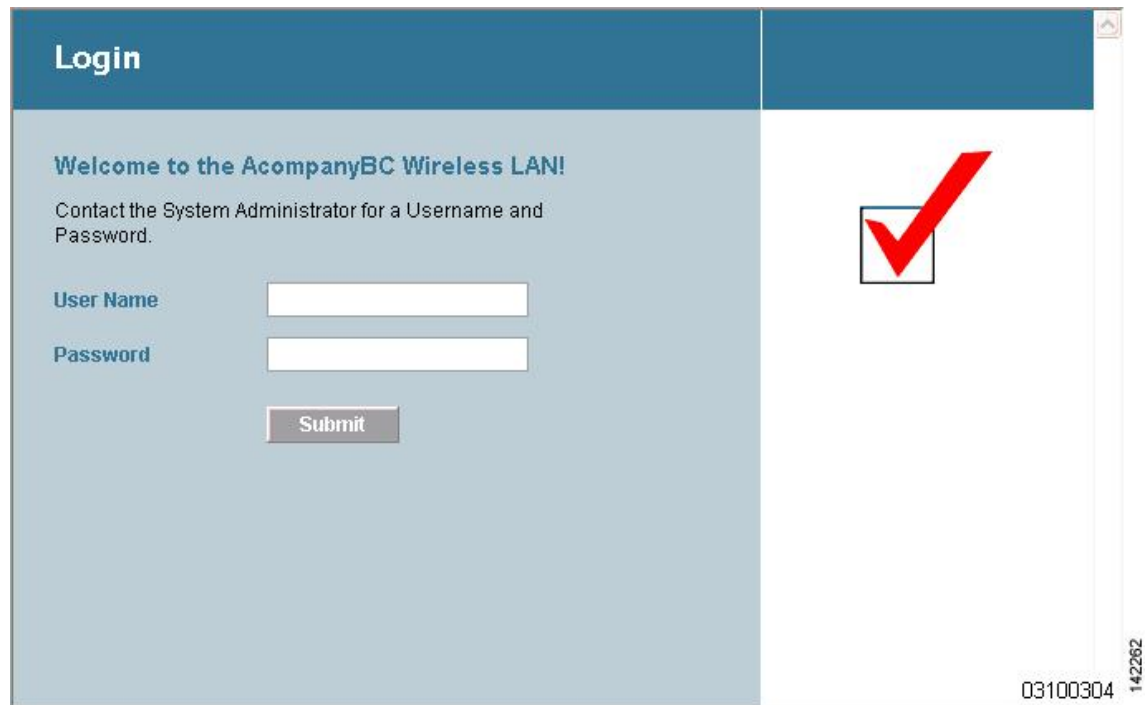 Login
Welcome to the AcompanyBC Wireless LAN!
Contact the System Administrator for a Username and
Password.
User Name
Password
Submit
03100304
142262